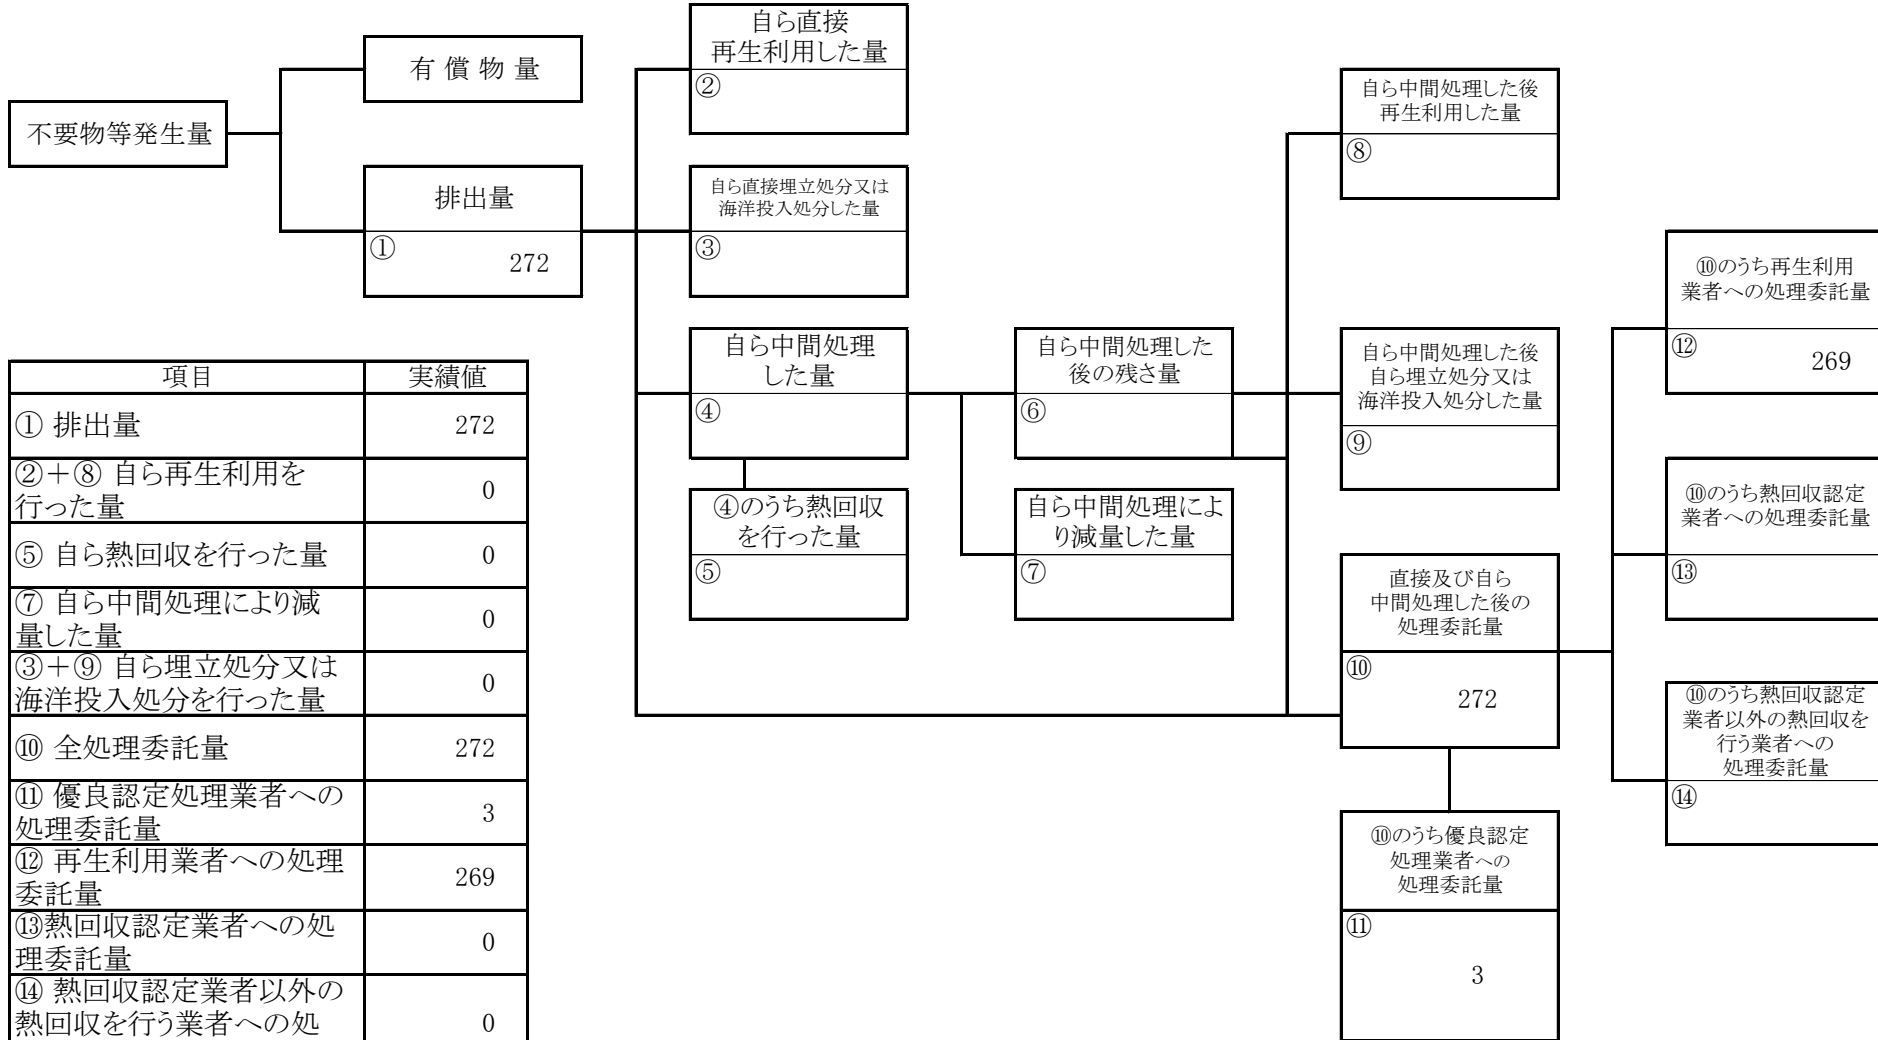 不要物等発生量
有 償 物 量
排出量
①
272
自ら直接
再生利用した量
②
自ら直接埋立処分又は
海洋投入処分した量
③
自ら中間処理
した量
④
④のうち熱回収
を行った量
⑤
自ら中間処理した
後の残さ量
⑥
自ら中間処理によ
り減量した量
⑦
自ら中間処理した後
再生利用した量
⑧
自ら中間処理した後
自ら埋立処分又は
海洋投入処分した量
⑨
直接及び自ら
中間処理した後の
処理委託量
⑩
272
⑩のうち優良認定
処理業者への
処理委託量
⑪
3
⑩のうち再生利用
業者への処理委託量
⑫
269
⑩のうち熱回収認定
業者への処理委託量
⑬
⑩のうち熱回収認定
業者以外の熱回収を
行う業者への
処理委託量
⑭
項目 実績値
① 排出量 272
②+⑧ 自ら再生利用を
行った量 0
⑤ 自ら熱回収を行った量 0
⑦ 自ら中間処理により減
量した量 0
③+⑨ 自ら埋立処分又は
海洋投入処分を行った量 0
⑩ 全処理委託量 272
⑪ 優良認定処理業者への
処理委託量 3
⑫ 再生利用業者への処理
委託量 269
⑬熱回収認定業者への処
理委託量 0
⑭ 熱回収認定業者以外の
熱回収を行う業者への処 0